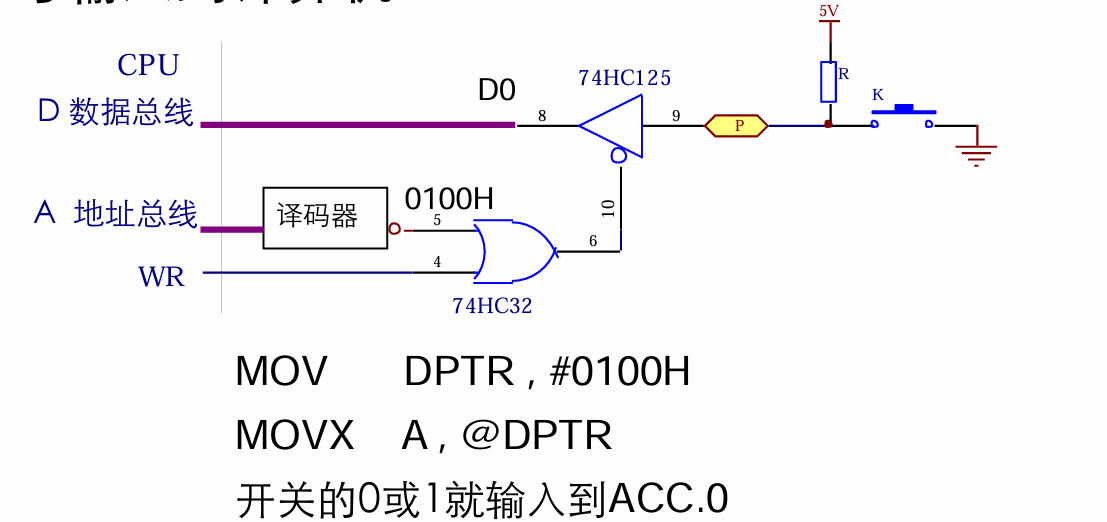 5V
CPU
74HC125
R
D0
K
D 数据总线
8
9
P
0100H
A 地址总线
译码器
5
10
6
4
WR
74HC32
MOV DPTR , #0100H
MOVX A , @DPTR
开关的0或1就输入到ACC.0